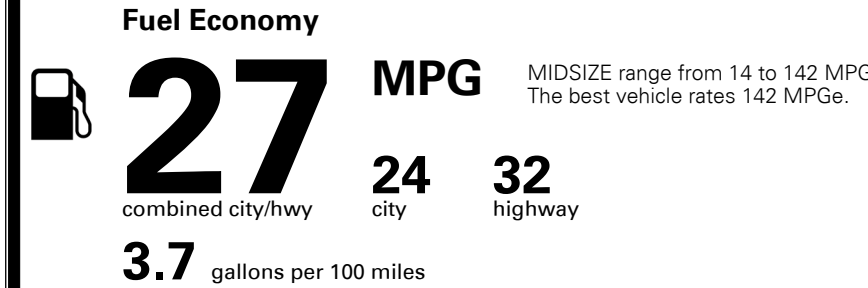 Fuel Economy
27 MPG
MIDSIZE range from 14 to 142 MPG
The best vehicle rates 142 MPGe.
combined city/hwy
24 city
32 highway
3.7 gallons per 100 miles